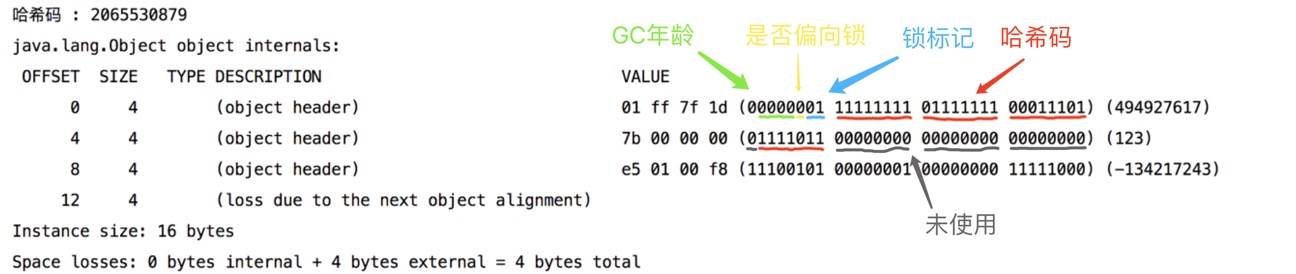 哈希码 : 2065530879
java.lang.Object object internals:
GC年龄 是否偏向锁 锁标记 哈希码
OFFSET SIZE TYPE DESCRIPTION VALUE
0 4 (object header) 01 ff 7f 1d (00000001 11111111 01111111 00011101) (494927617)
4 4 (object header) 7b 00 00 00 (01111011 00000000 00000000 00000000) (123)
8 4 (object header) e5 01 00 f8 (11100101 00000001 00000000 11111000) (-134217243)
12 4 (loss due to the next object alignment)
未使用
Instance size: 16 bytes
Space losses: 0 bytes internal + 4 bytes external = 4 bytes total